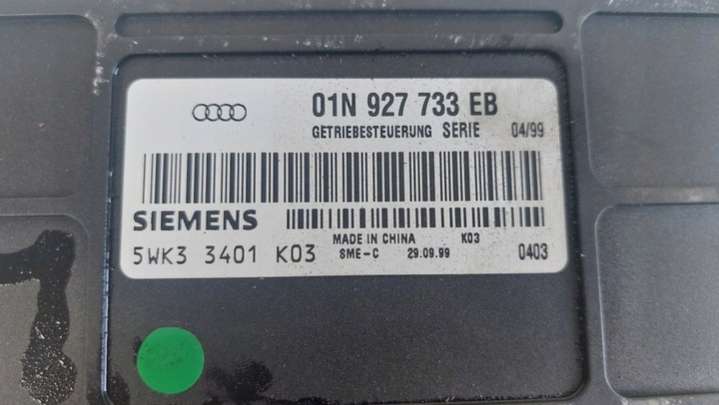 01N 927 733 EB
GETRIEBESTEUERUNG SERIE 04/99
SIEMENS
5WK3 3401 K03
MADE IN CHINA K03
SME-C 29.09.99 0403